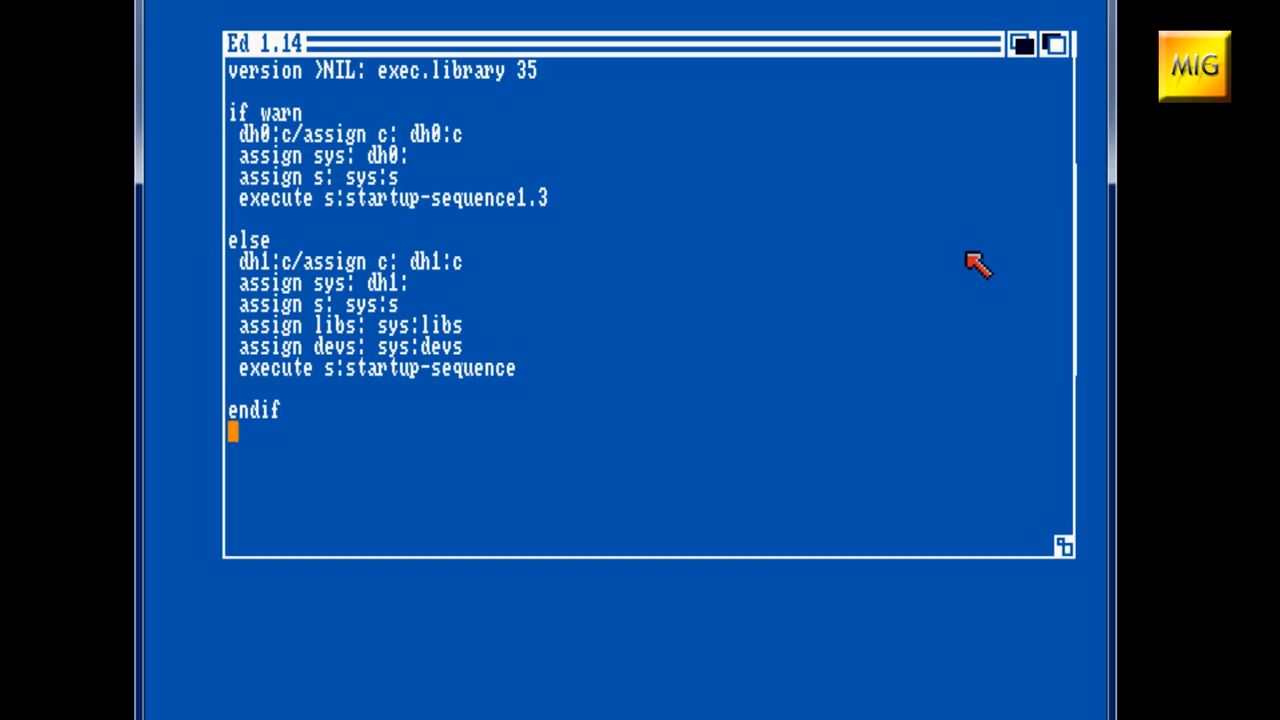 Ed 1.14
MIG
version >NIL: exec.library 35
if warn
dh0:c/assign c: dh0:c
assign sys: dh0:
assign s: sys:s
execute s:startup-sequence1.3
else
dh1:c/assign c: dh1:c
assign sys: dh1:
assign s: sys:s
assign libs: sys:libs
assign devs: sys:devs
execute s:startup-sequence
endif